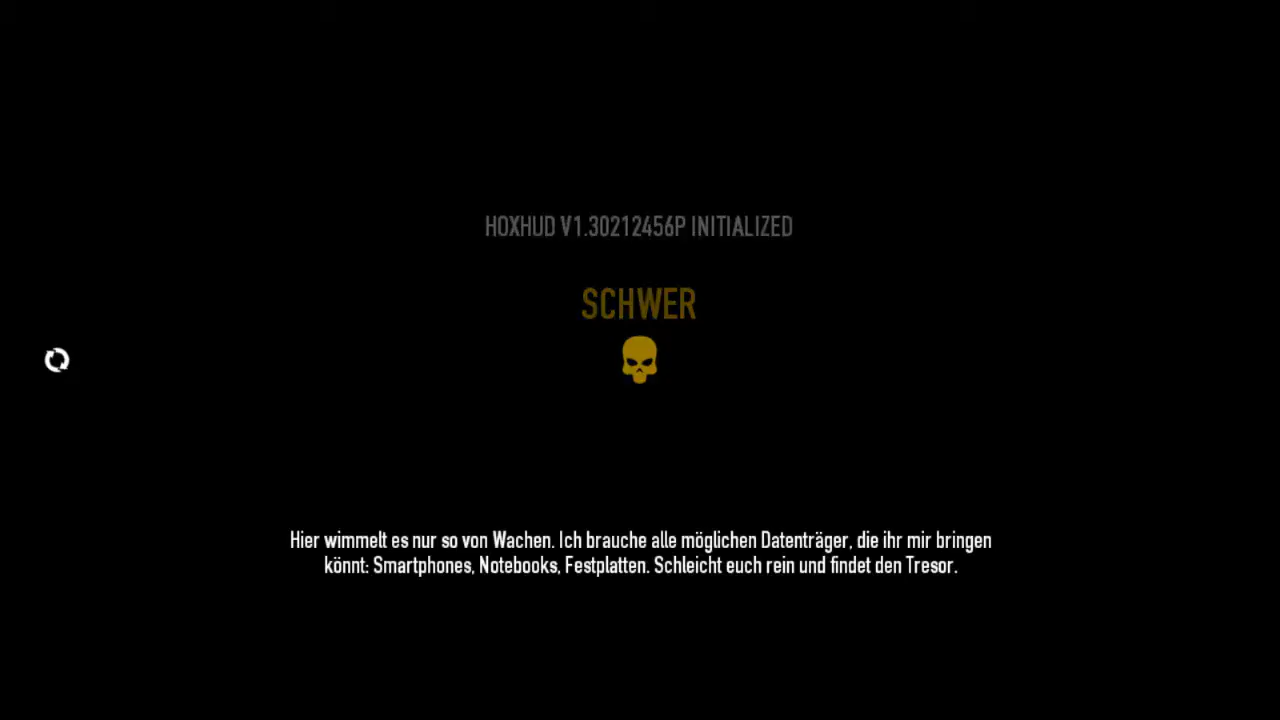 HOXHUD V1.30212456P INITIALIZED
SCHWER
Hier wimmelt es nur so von Wachen. Ich brauche alle möglichen Datenträger, die ihr mir bringen
könnt: Smartphones, Notebooks, Festplatten. Schleicht euch rein und findet den Tresor.